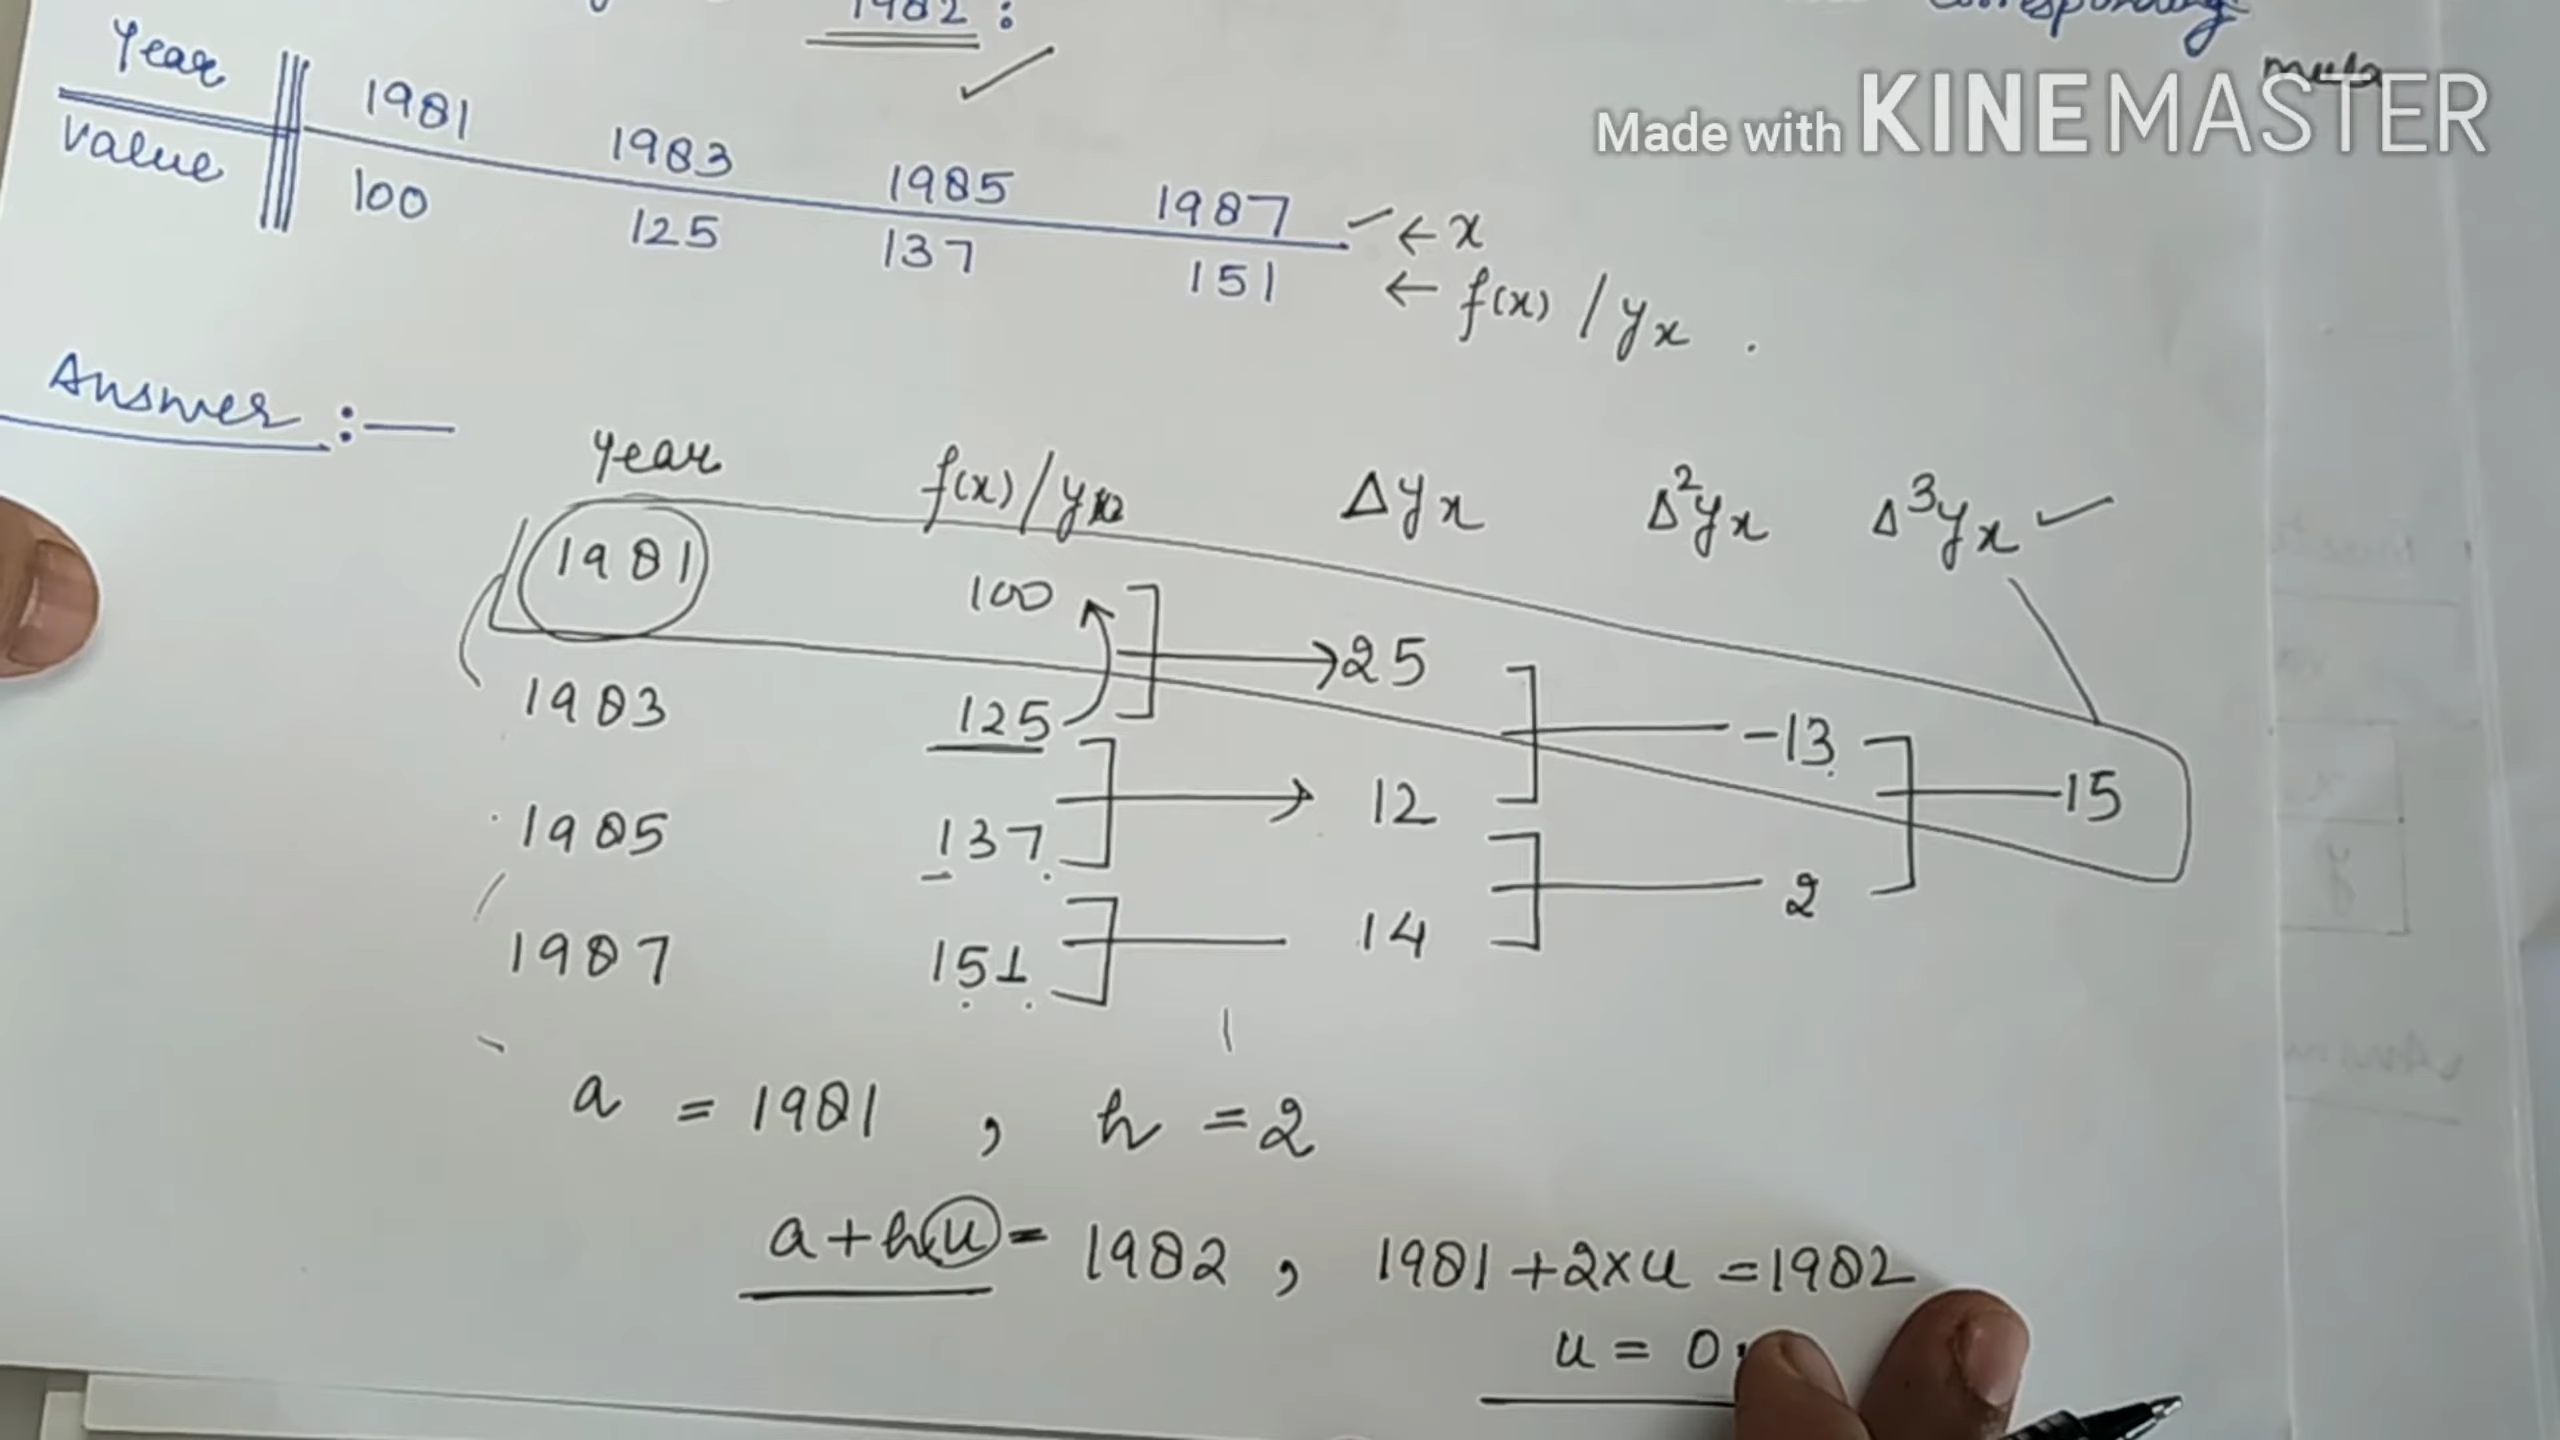 1982 :
Year 1981 1983 1985 1987 ← x
value 100 125 137 151 ← f(x) / yx .
Made with KINEMASTER
Answer :—
year f(x)/yx Δyx Δ²yx Δ³yx
1981 100
25
1983 125 -13
12 15
1985 137 2
14
1987 151
a = 1981 , h = 2
a+hu = 1982 , 1981 + 2×u = 1982
u = 0.